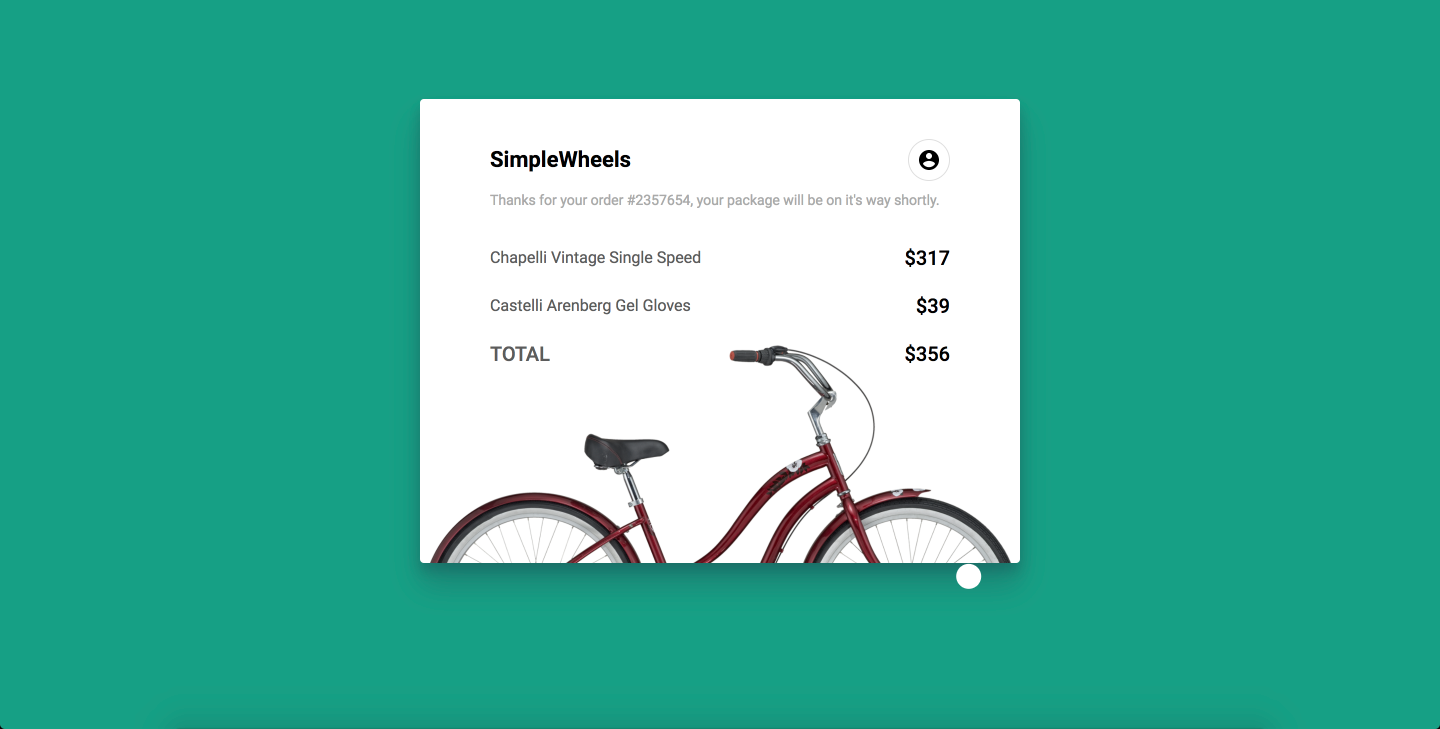 SimpleWheels
Thanks for your order #2357654, your package will be on it's way shortly.
Chapelli Vintage Single Speed $317
Castelli Arenberg Gel Gloves $39
TOTAL $356